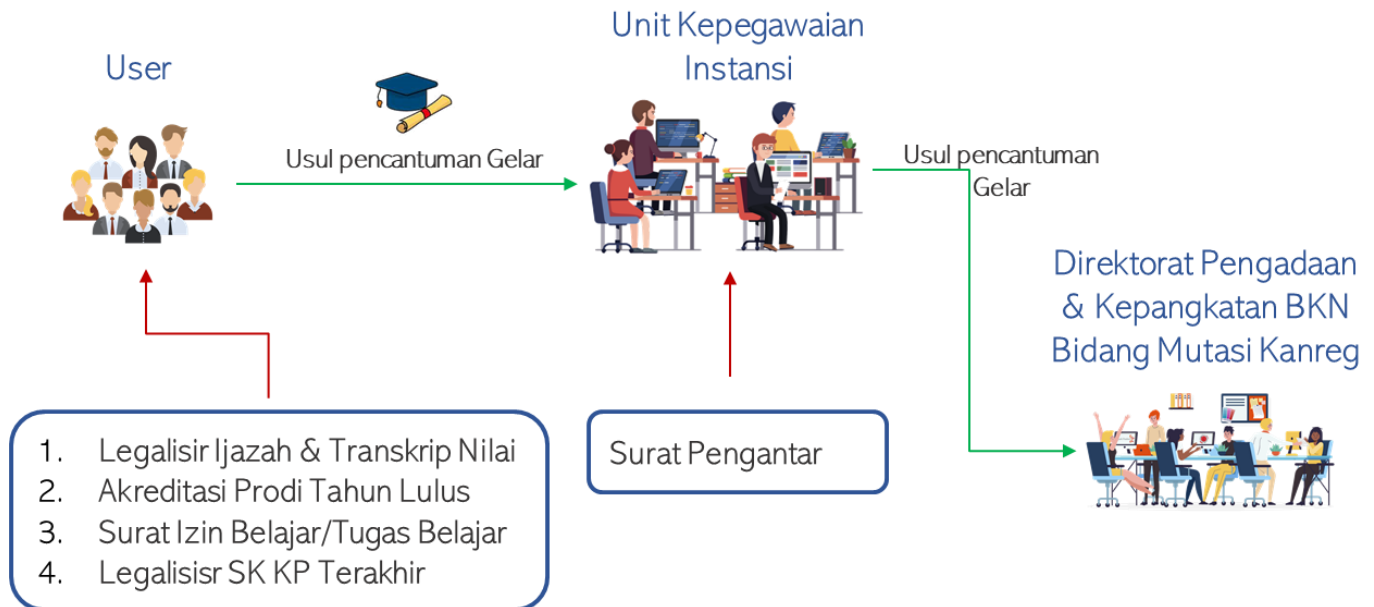 User
Usul pencantuman Gelar
Unit Kepegawaian
Instansi
Usul pencantuman
Gelar
Direktorat Pengadaan
& Kepangkatan BKN
Bidang Mutasi Kanreg
1. Legalisir Ijazah & Transkrip Nilai
2. Akreditasi Prodi Tahun Lulus
3. Surat Izin Belajar/Tugas Belajar
4. Legalisisr SK KP Terakhir
Surat Pengantar